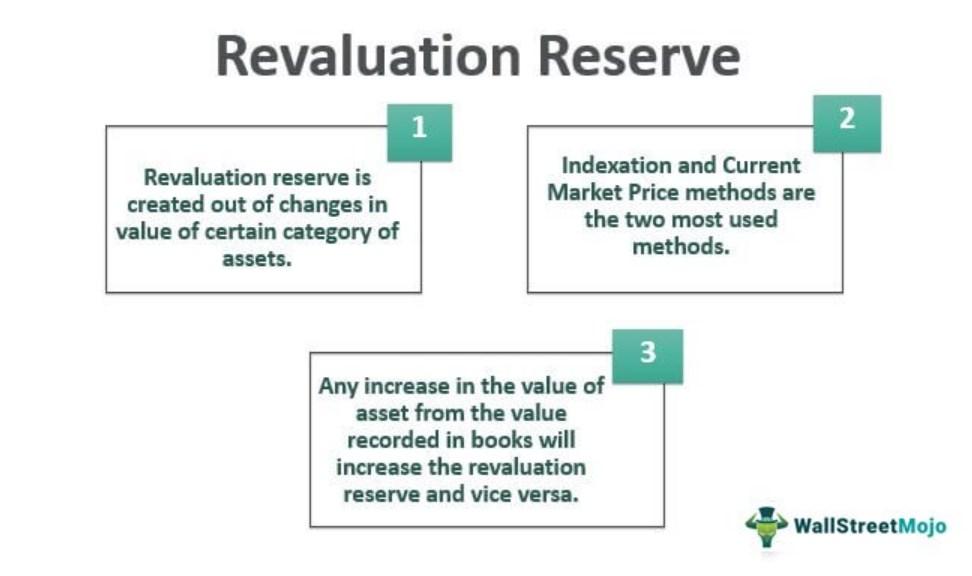 Revaluation Reserve
1
Revaluation reserve is
created out of changes in
value of certain category of
assets.
2
Indexation and Current
Market Price methods are
the two most used
methods.
3
Any increase in the value of
asset from the value
recorded in books will
increase the revaluation
reserve and vice versa.
WallStreetMojo